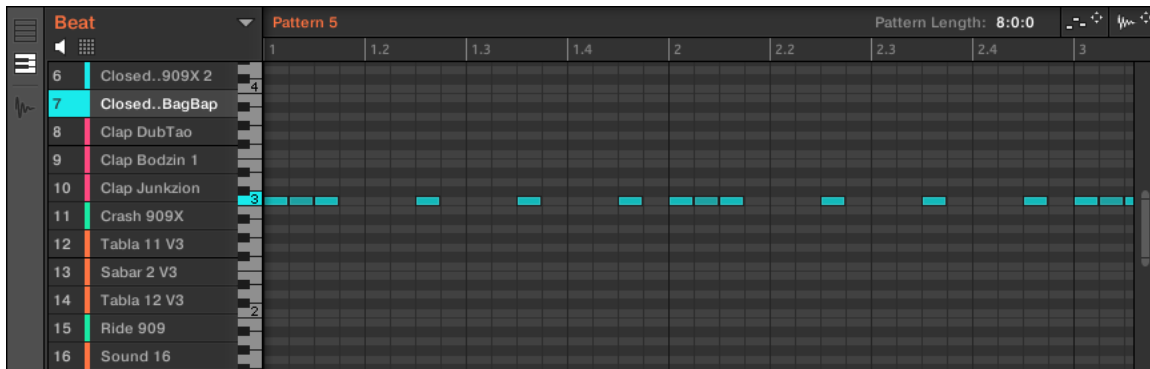 Beat Pattern 5 Pattern Length: 8:0:0
1 1.2 1.3 1.4 2 2.2 2.3 2.4 3
6 Closed..909X 2
4
7 Closed..BagBap
8 Clap DubTao
9 Clap Bodzin 1
10 Clap Junkzion
3
11 Crash 909X
12 Tabla 11 V3
13 Sabar 2 V3
14 Tabla 12 V3
2
15 Ride 909
16 Sound 16